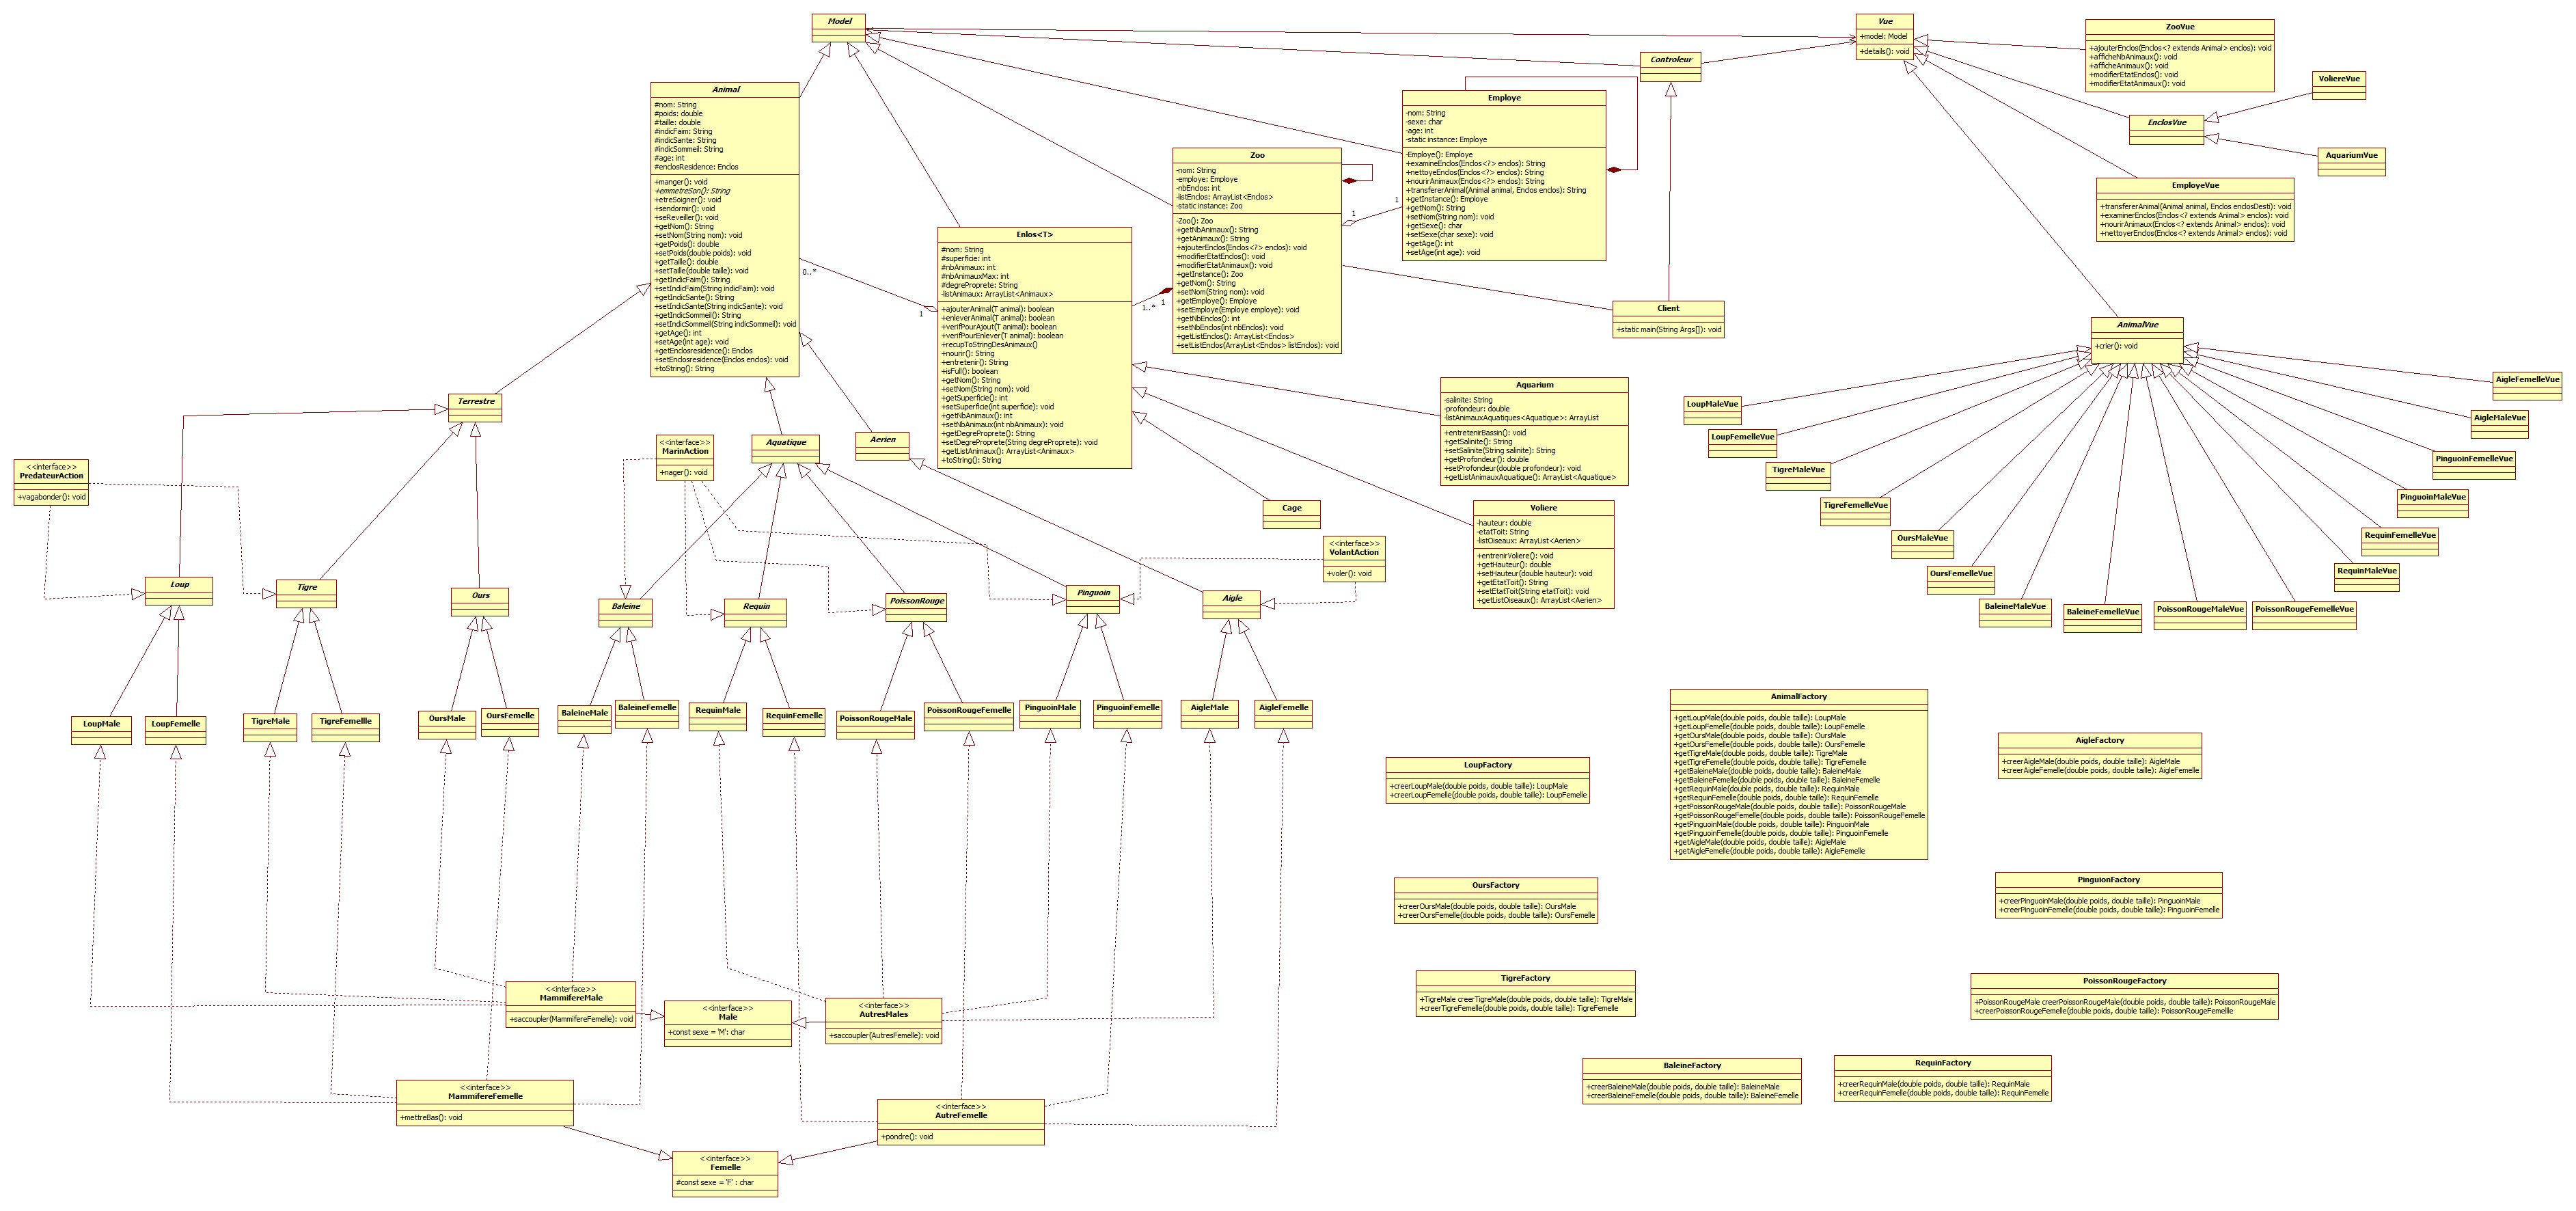 Model
Vue
+model: Model
+details(): void
ZooVue
+ajouterEnclos(Enclos<? extends Animal> enclos): void
+afficheNbAnimaux(): void
+afficheAnimaux(): void
+modifierEtatEnclos(): void
+modifierEtatAnimaux(): void
Controleur
VoliereVue
EnclosVue
AquariumVue
EmployeVue
+transfererAnimal(Animal animal, Enclos enclosDesti): void
+examinerEnclos(Enclos<? extends Animal> enclos): void
+nourirAnimaux(Enclos<? extends Animal> enclos): void
+nettoyerEnclos(Enclos<? extends Animal> enclos): void
Animal
#nom: String
#poids: double
#taille: double
#indicFaim: String
#indicSante: String
#indicSommeil: String
#age: int
#enclosResidence: Enclos
+manger(): void
+emmetreSon(): String
+etreSoigner(): void
+sendormir(): void
+seReveiller(): void
+getNom(): String
+setNom(String nom): void
+getPoids(): double
+setPoids(double poids): void
+getTaille(): double
+setTaille(double taille): void
+getIndicFaim(): String
+setIndicFaim(String indicFaim): void
+getIndicSante(): String
+setIndicSante(String indicSante): void
+getIndicSommeil(): String
+setIndicSommeil(String indicSommeil): void
+getAge(): int
+setAge(int age): void
+getEnclosresidence(): Enclos
+setEnclosresidence(Enclos enclos): void
+toString(): String
Employe
-nom: String
-sexe: char
-age: int
-static instance: Employe
-Employe(): Employe
+examineEnclos(Enclos<?> enclos): String
+nettoyeEnclos(Enclos<?> enclos): String
+nourirAnimaux(Enclos<?> enclos): String
+transfererAnimal(Animal animal, Enclos enclos): String
+getInstance(): Employe
+getNom(): String
+setNom(String nom): void
+getSexe(): char
+setSexe(char sexe): void
+getAge(): int
+setAge(int age): void
Zoo
-nom: String
-employe: Employe
-nbEnclos: int
-listEnclos: ArrayList<Enclos>
-static instance: Zoo
-Zoo(): Zoo
+getNbAnimaux(): String
+getAnimaux(): String
+ajouterEnclos(Enclos<?> enclos): void
+modifierEtatEnclos(): void
+modifierEtatAnimaux(): void
+getInstance(): Zoo
+getNom(): String
+setNom(String nom): void
+getEmploye(): Employe
+setEmploye(Employe employe): void
+getNbEnclos(): int
+setNbEnclos(int nbEnclos): void
+getListEnclos(): ArrayList<Enclos>
+setListEnclos(ArrayList<Enclos> listEnclos): void
1
1
Enlos<T>
#nom: String
#superficie: int
#nbAnimaux: int
#nbAnimauxMax: int
#degreProprete: String
-listAnimaux: ArrayList<Animaux>
+ajouterAnimal(T animal): boolean
+enleverAnimal(T animal): boolean
+verifPourAjout(T animal): boolean
+verifPourEnlever(T animal): boolean
+recupToStringDesAnimaux()
+nourir(): String
+entretenir(): String
+isFull(): boolean
+getNom(): String
+setNom(String nom): void
+getSuperficie(): int
+setSuperficie(int superficie): void
+getNbAnimaux(): int
+setNbAnimaux(int nbAnimaux): void
+getDegreProprete(): String
+setDegreProprete(String degreProprete): void
+getListAnimaux(): ArrayList<Animaux>
+toString(): String
0..*
1
1..*
1
Client
+static main(String Args[]): void
AnimalVue
+crier(): void
Aquarium
-salinite: String
-profondeur: double
-listAnimauxAquatiques<Aquatique>: ArrayList
+entretenirBassin(): void
+getSalinite(): String
+setSalinite(String salinite): String
+getProfondeur(): double
+setProfondeur(double profondeur): void
+getListAnimauxAquatique(): ArrayList<Aquatique>
Voliere
-hauteur: double
-etatToit: String
-listOiseaux: ArrayList<Aerien>
+entrenirVoliere(): void
+getHauteur(): double
+setHauteur(double hauteur): void
+getEtatToit(): String
+setEtatToit(String etatToit): void
+getListOiseaux(): ArrayList<Aerien>
Cage
AigleFemelleVue
LoupMaleVue
AigleMaleVue
LoupFemelleVue
PinguoinFemelleVue
TigreMaleVue
PinguoinMaleVue
TigreFemelleVue
RequinFemelleVue
OursMaleVue
RequinMaleVue
OursFemelleVue
BaleineMaleVue
BaleineFemelleVue
PoissonRougeMaleVue
PoissonRougeFemelleVue
Terrestre
Aquatique
Aerien
<<interface>>
MarinAction
+nager(): void
<<interface>>
PredateurAction
+vagabonder(): void
<<interface>>
VolantAction
+voler(): void
Loup
Tigre
Ours
Baleine
Requin
PoissonRouge
Pinguoin
Aigle
LoupMale
LoupFemelle
TigreMale
TigreFemellle
OursMale
OursFemelle
BaleineMale
BaleineFemelle
RequinMale
RequinFemelle
PoissonRougeMale
PoissonRougeFemelle
PinguoinMale
PinguoinFemelle
AigleMale
AigleFemelle
AnimalFactory
+getLoupMale(double poids, double taille): LoupMale
+getLoupFemelle(double poids, double taille): LoupFemelle
+getOursMale(double poids, double taille): OursMale
+getOursFemelle(double poids, double taille): OursFemelle
+getTigreMale(double poids, double taille): TigreMale
+getTigreFemelle(double poids, double taille): TigreFemelle
+getBaleineMale(double poids, double taille): BaleineMale
+getBaleineFemelle(double poids, double taille): BaleineFemelle
+getRequinMale(double poids, double taille): RequinMale
+getRequinFemelle(double poids, double taille): RequinFemelle
+getPoissonRougeMale(double poids, double taille): PoissonRougeMale
+getPoissonRougeFemelle(double poids, double taille): PoissonRougeFemelle
+getPinguoinMale(double poids, double taille): PinguoinMale
+getPinguoinFemelle(double poids, double taille): PinguoinFemelle
+getAigleMale(double poids, double taille): AigleMale
+getAigleFemelle(double poids, double taille): AigleFemelle
AigleFactory
+creerAigleMale(double poids, double taille): AigleMale
+creerAigleFemelle(double poids, double taille): AigleFemelle
LoupFactory
+creerLoupMale(double poids, double taille): LoupMale
+creerLoupFemelle(double poids, double taille): LoupFemelle
OursFactory
+creerOursMale(double poids, double taille): OursMale
+creerOursFemelle(double poids, double taille): OursFemelle
PinguionFactory
+creerPinguoinMale(double poids, double taille): PinguoinMale
+creerPinguoinFemelle(double poids, double taille): PinguoinFemelle
TigreFactory
+TigreMale creerTigreMale(double poids, double taille): TigreMale
+creerTigreFemelle(double poids, double taille): TigreFemelle
PoissonRougeFactory
+PoissonRougeMale creerPoissonRougeMale(double poids, double taille): PoissonRougeMale
+creerPoissonRougeFemelle(double poids, double taille): PoissonRougeFemellle
BaleineFactory
+creerBaleineMale(double poids, double taille): BaleineMale
+creerBaleineFemelle(double poids, double taille): BaleineFemelle
RequinFactory
+creerRequinMale(double poids, double taille): RequinMale
+creerRequinFemelle(double poids, double taille): RequinFemelle
<<interface>>
MammifereMale
+saccoupler(MammifereFemelle): void
<<interface>>
Male
+const sexe = 'M': char
<<interface>>
AutresMales
+saccoupler(AutresFemelle): void
<<interface>>
MammifereFemelle
+mettreBas(): void
<<interface>>
AutreFemelle
+pondre(): void
<<interface>>
Femelle
#const sexe = 'F' : char